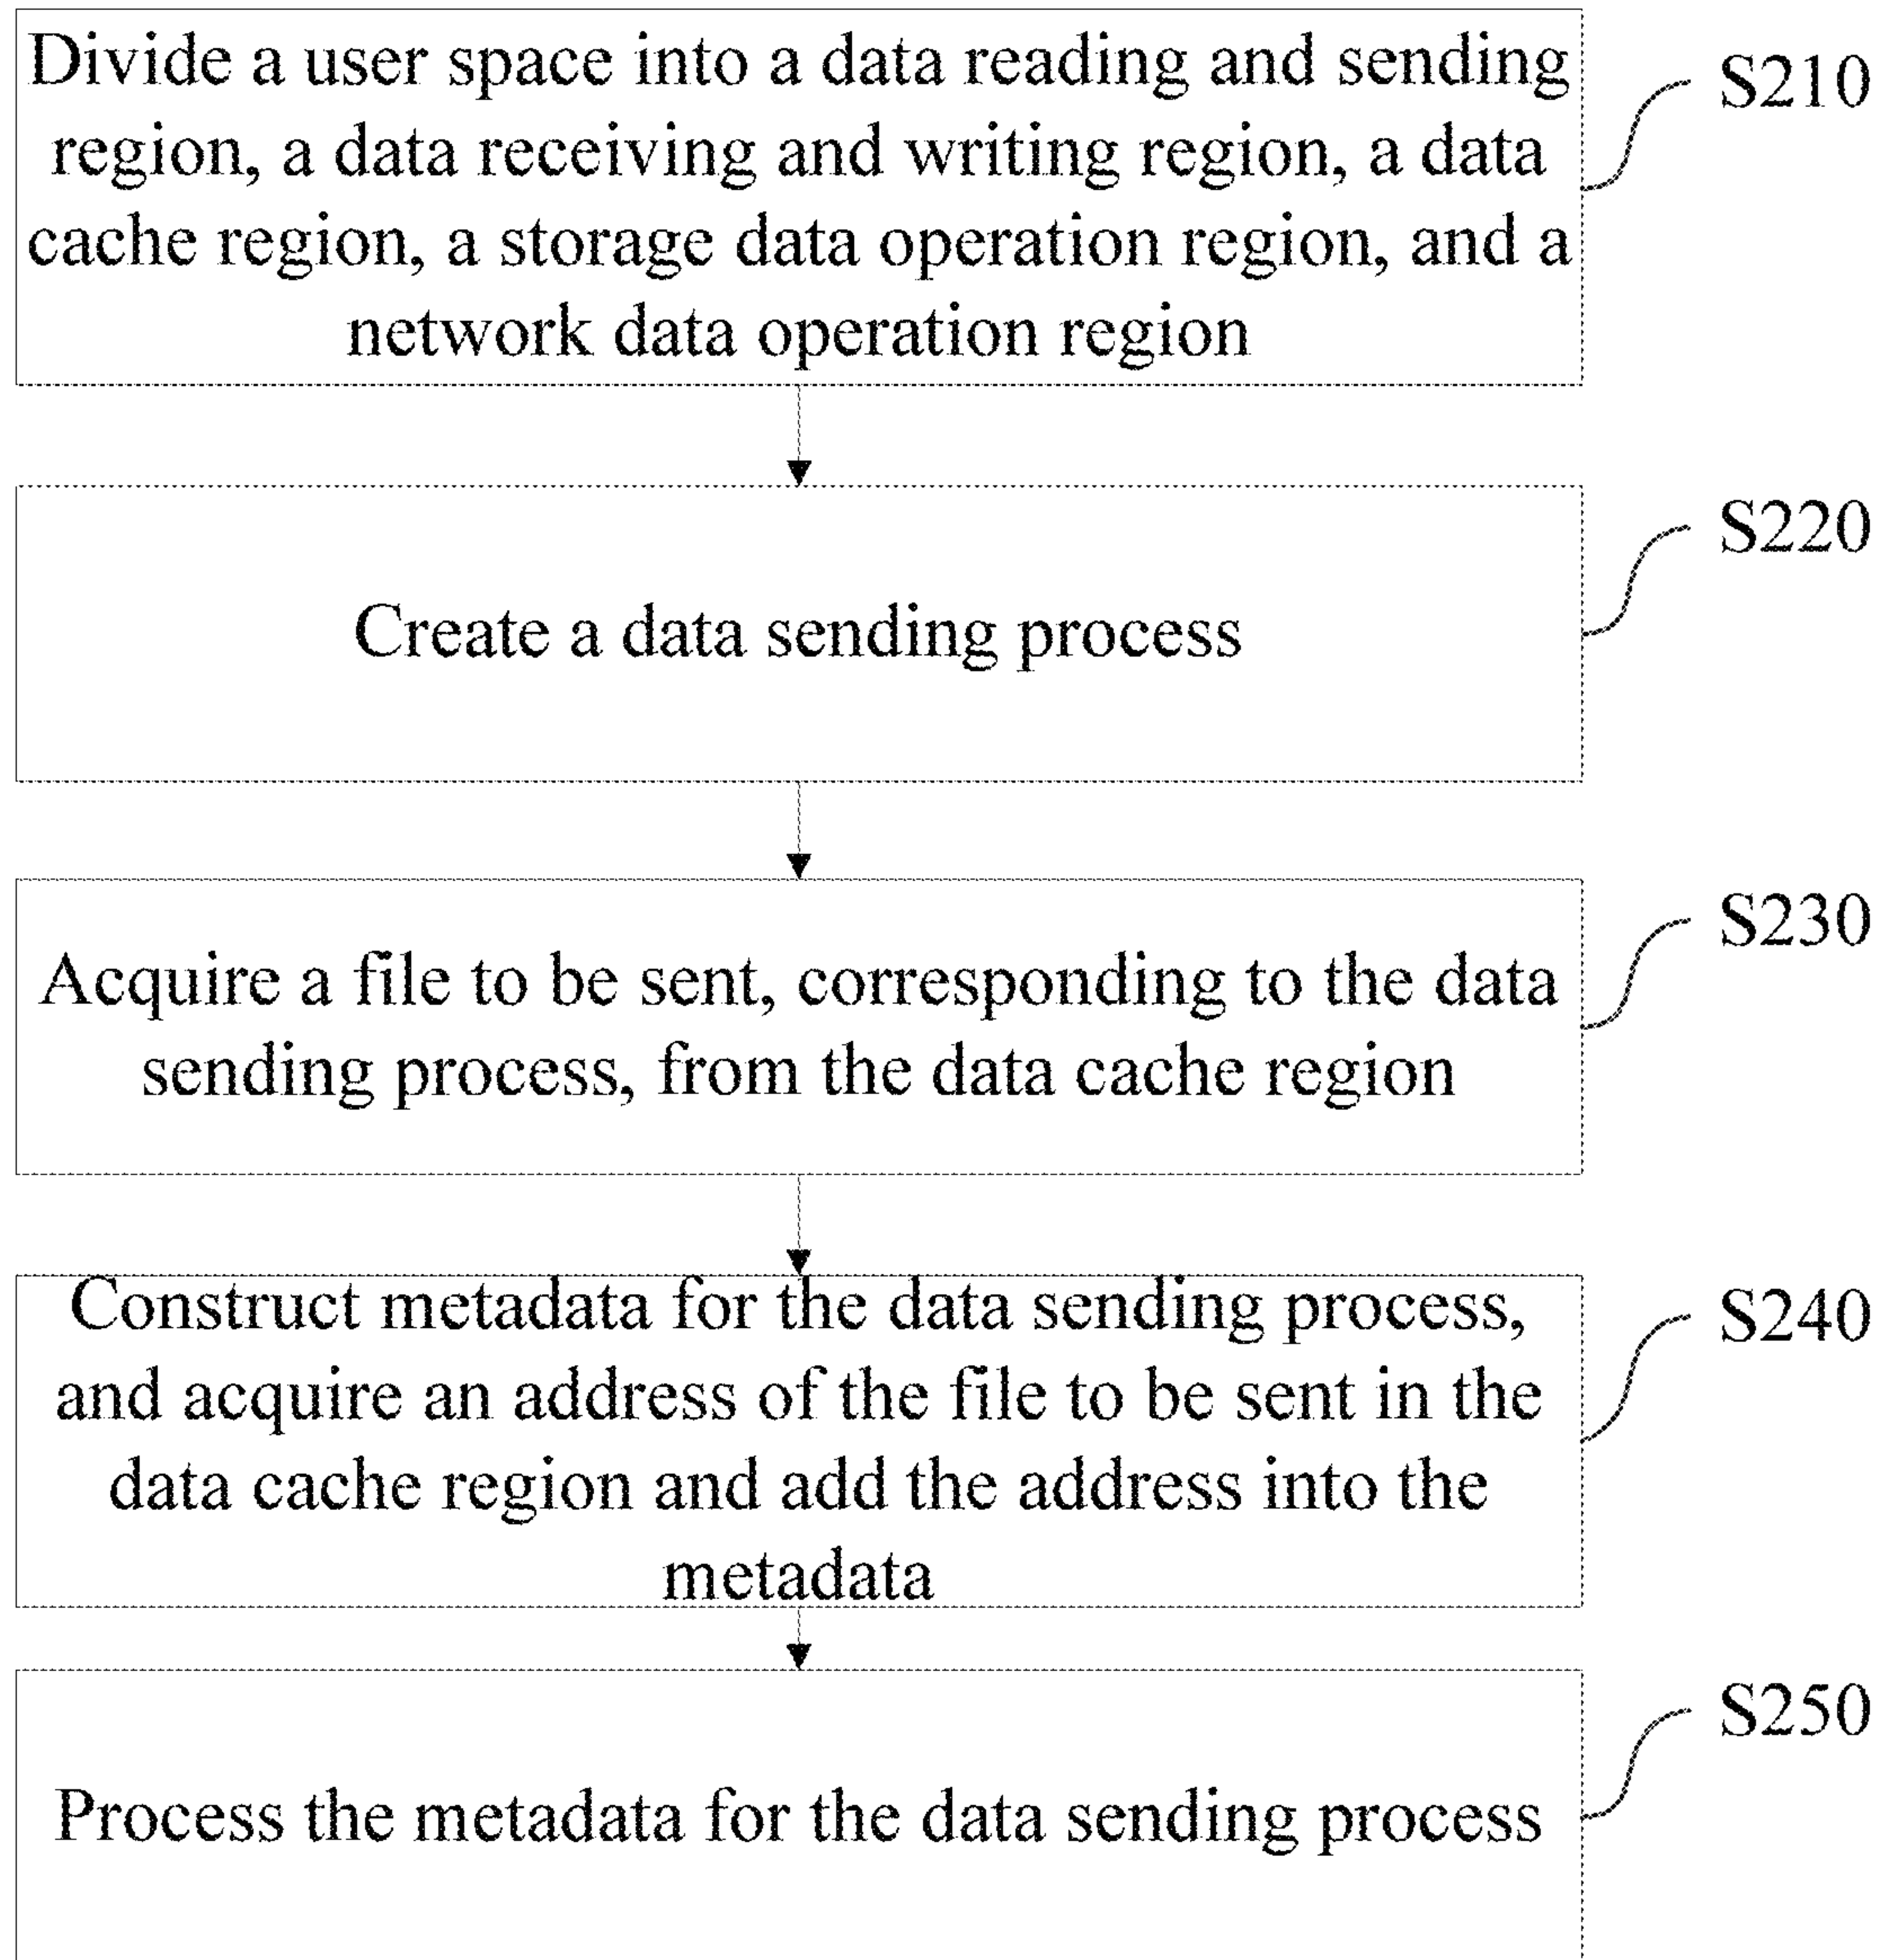 Divide a user space into a data reading and sending
region, a data receiving and writing region, a data
cache region, a storage data operation region, and a
network data operation region
S210
Create a data sending process
S220
Acquire a file to be sent, corresponding to the data
sending process, from the data cache region
S230
Construct metadata for the data sending process,
and acquire an address of the file to be sent in the
data cache region and add the address into the
metadata
S240
Process the metadata for the data sending process
S250